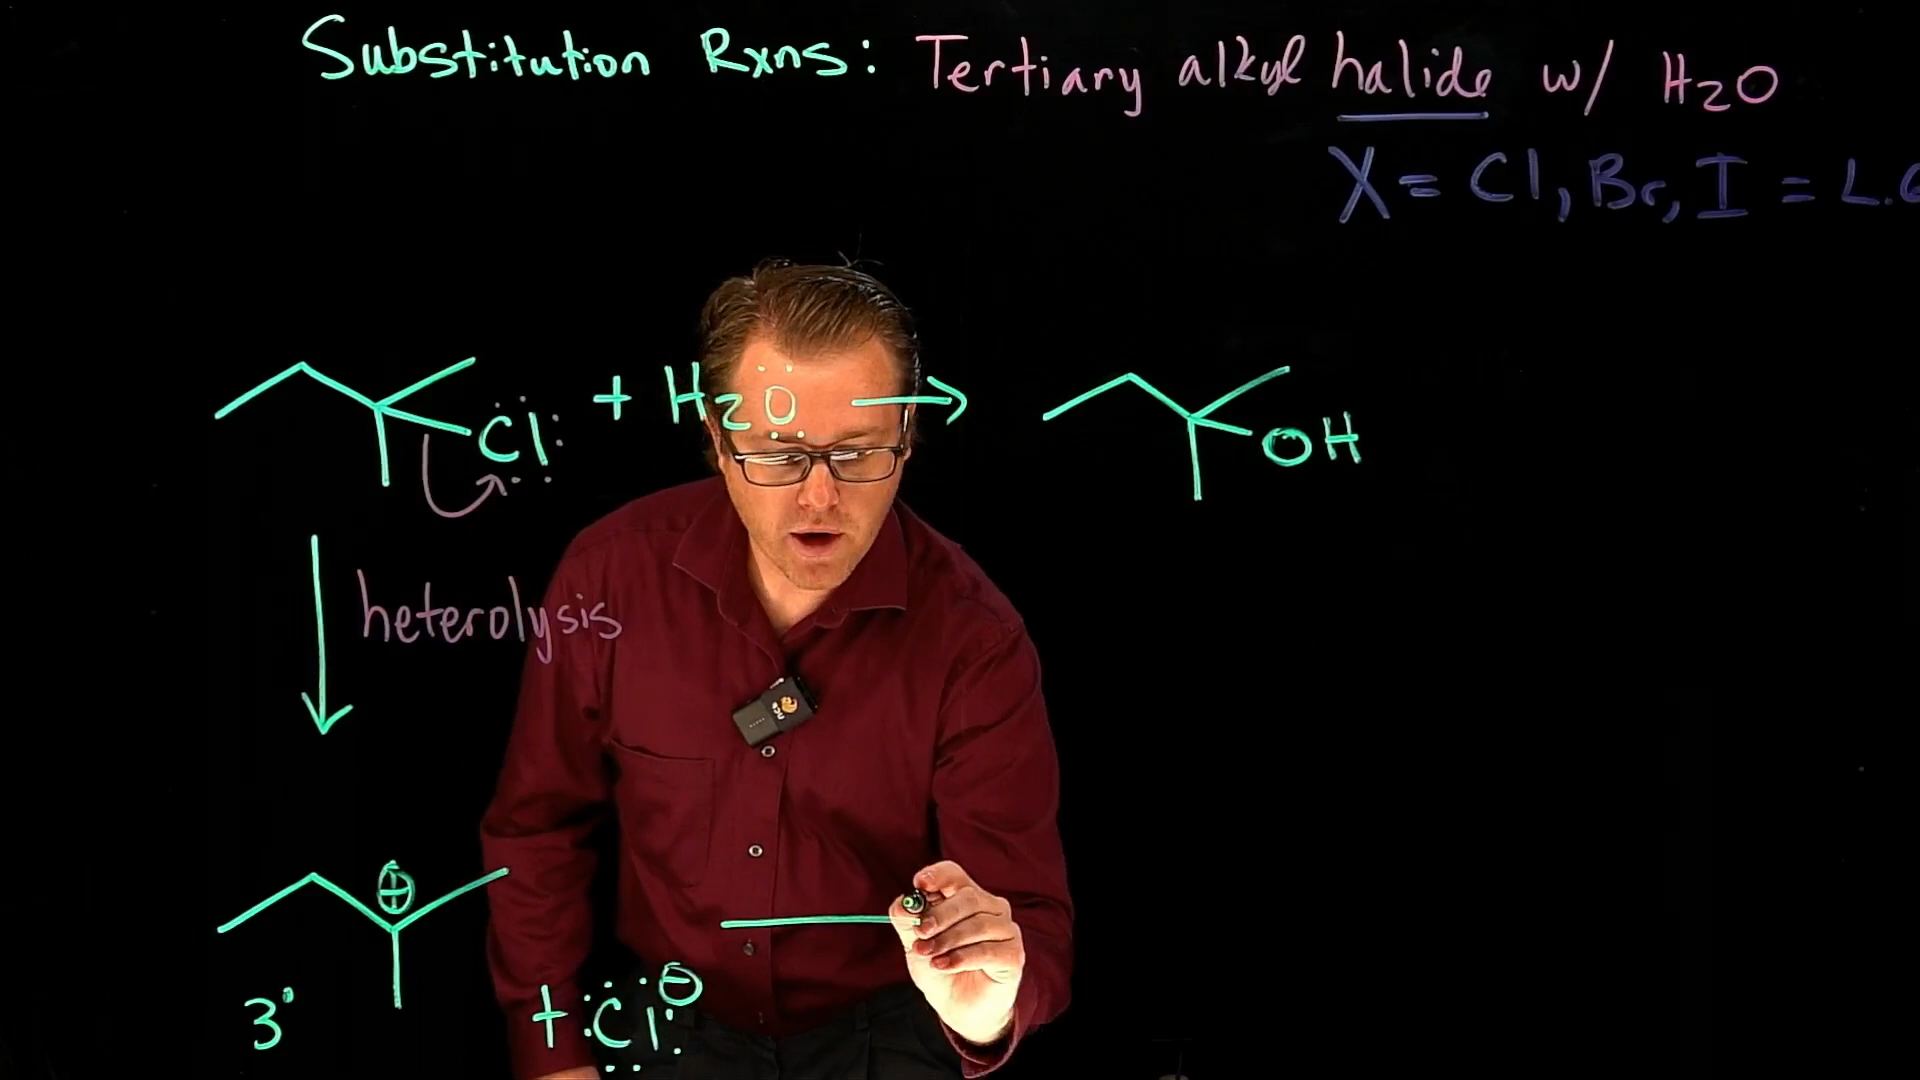 Substitution Rxns: Tertiary alkyl halide w/ H2O
X = Cl, Br, I = L.G
Cl + H2O → OH
heterolysis
⊕
3° + Cl⊖